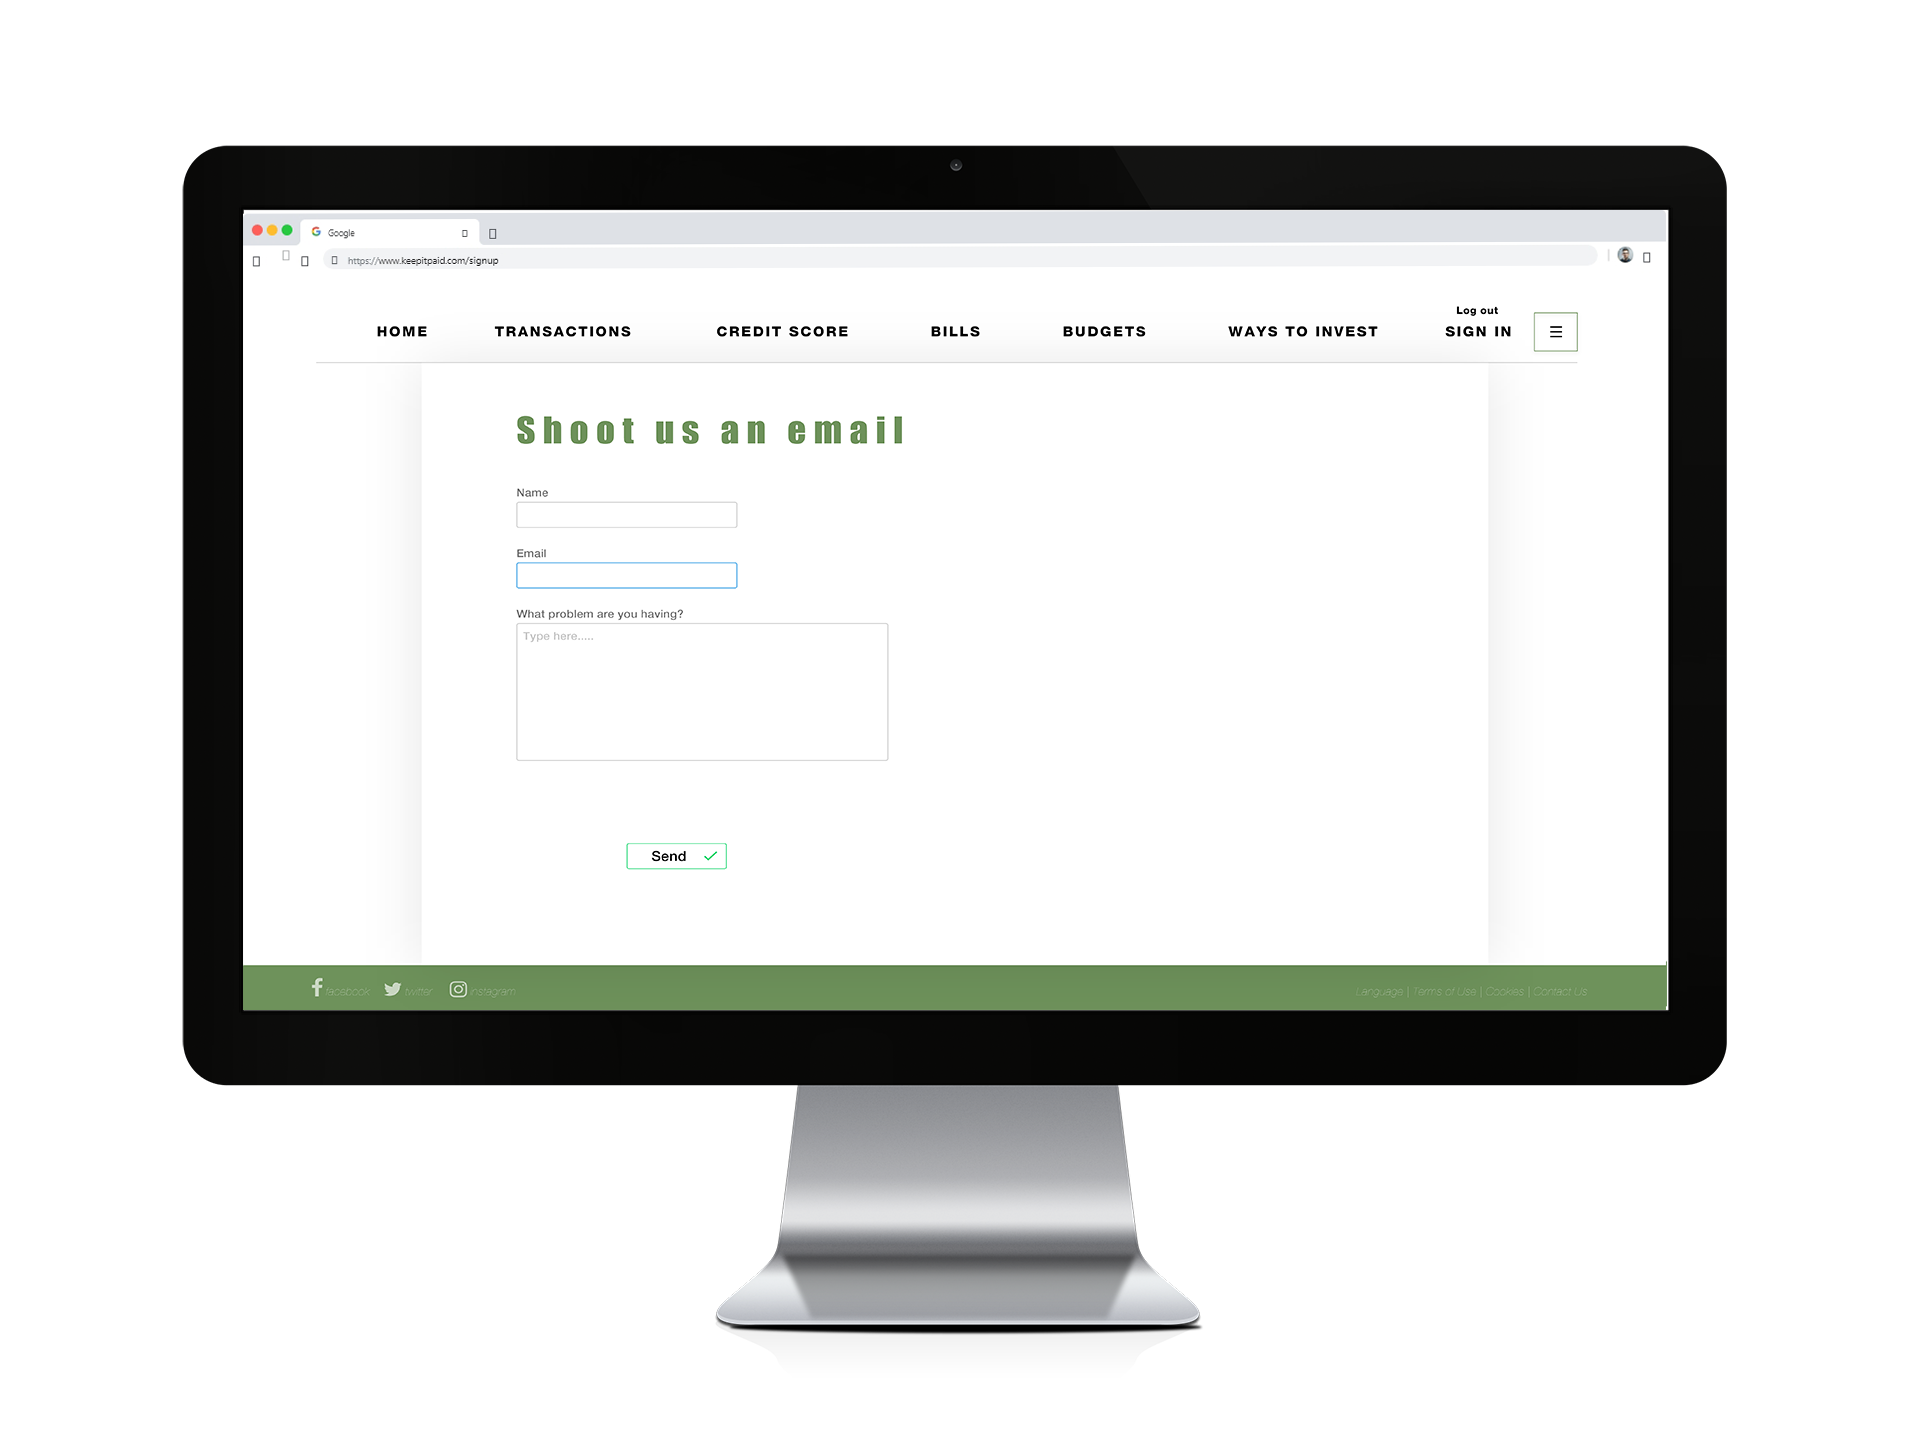 Google
https://www.keepitpaid.com/signup
Log out
HOME TRANSACTIONS CREDIT SCORE BILLS BUDGETS WAYS TO INVEST SIGN IN
Shoot us an email
Name
Email
What problem are you having?
Type here.....
Send
facebook twitter instagram Language | Terms of Use | Cookies | Contact Us